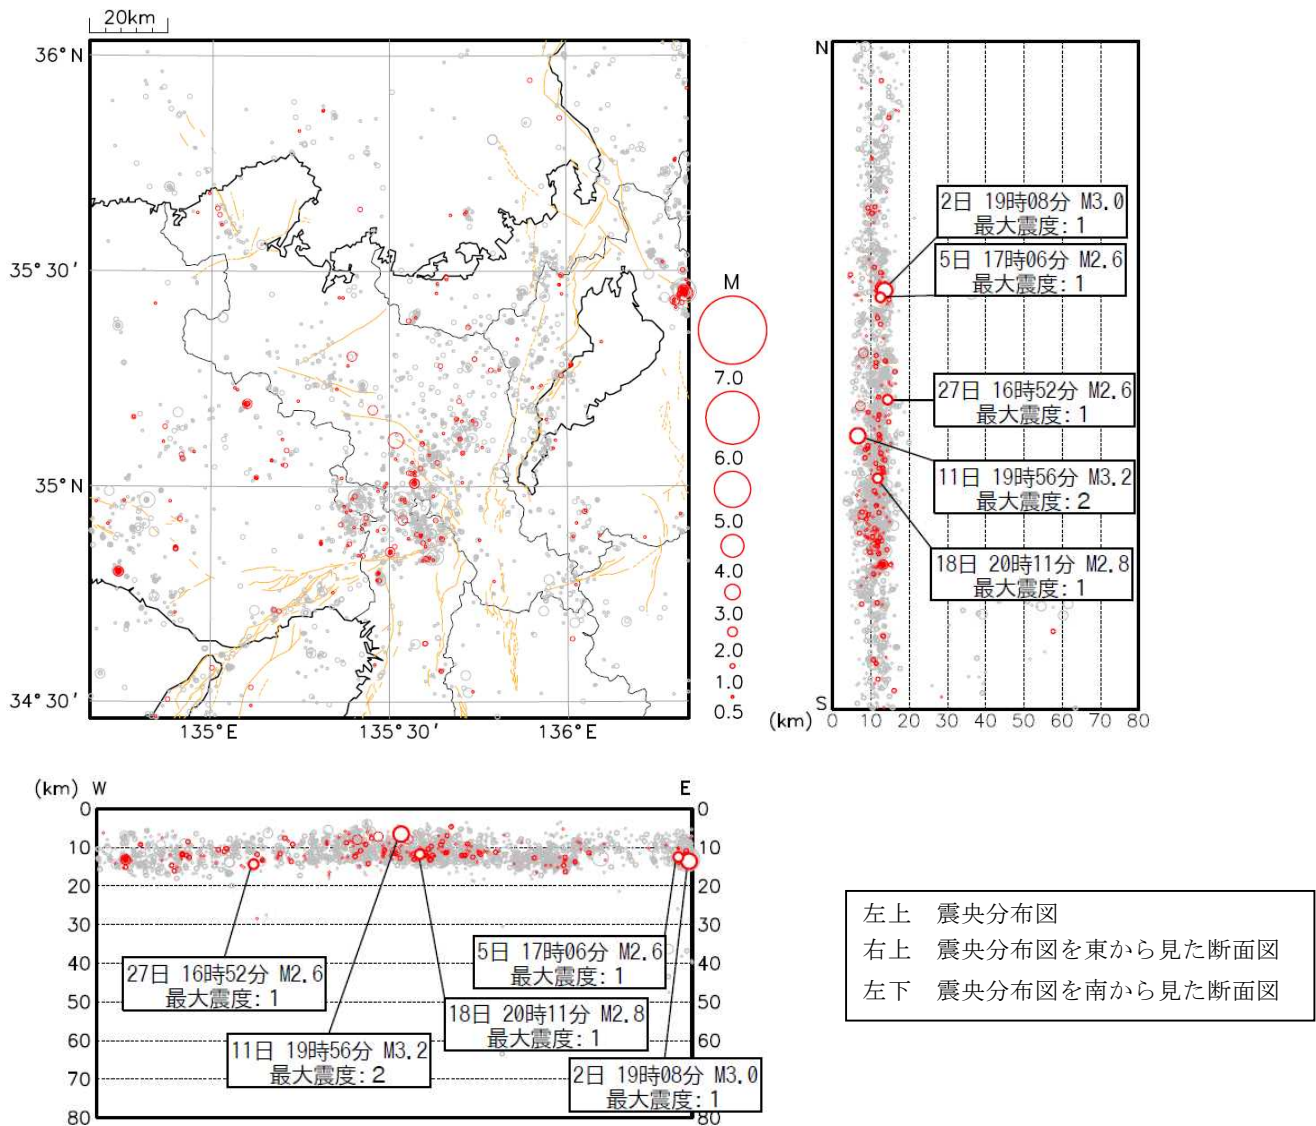 20km
36°N
35°30′
35°N
34°30′
135°E
135°30′
136°E
M
7.0
6.0
5.0
4.0
3.0
2.0
1.0
0.5
N
S
(km)
0
10
20
30
40
50
60
70
80
2日 19時08分 M3.0
最大震度: 1
5日 17時06分 M2.6
最大震度: 1
27日 16時52分 M2.6
最大震度: 1
11日 19時56分 M3.2
最大震度: 2
18日 20時11分 M2.8
最大震度: 1
(km)
W
E
0
10
20
30
40
50
60
70
80
0
10
20
30
40
50
60
70
80
5日 17時06分 M2.6
最大震度: 1
27日 16時52分 M2.6
最大震度: 1
18日 20時11分 M2.8
最大震度: 1
11日 19時56分 M3.2
最大震度: 2
2日 19時08分 M3.0
最大震度: 1
左上 震央分布図
右上 震央分布図を東から見た断面図
左下 震央分布図を南から見た断面図